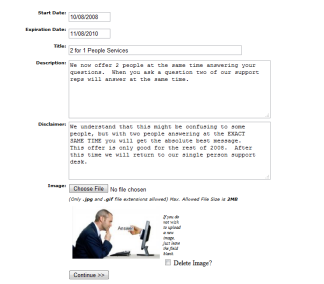 Start Date: 10/08/2008
Expiration Date: 11/08/2010
Title: 2 for 1 People Services
Description: We now offer 2 people at the same time answering your
questions. When you ask a question two of our support
reps will answer at the same time.
Disclaimer: We understand that this might be confusing to some
people, but with two people answering at the EXACT
SAME TIME you will get the absolute best message.
This offer is only good for the rest of 2008. After
this time we will return to our single person support
desk.
Image: Choose File No file chosen
(Only .jpg and .gif file extensions allowed) Max. Allowed File Size is 2MB
If you do
not wish
to upload
a new
image,
just leave
the field
blank.
Answer
Delete Image?
Continue >>